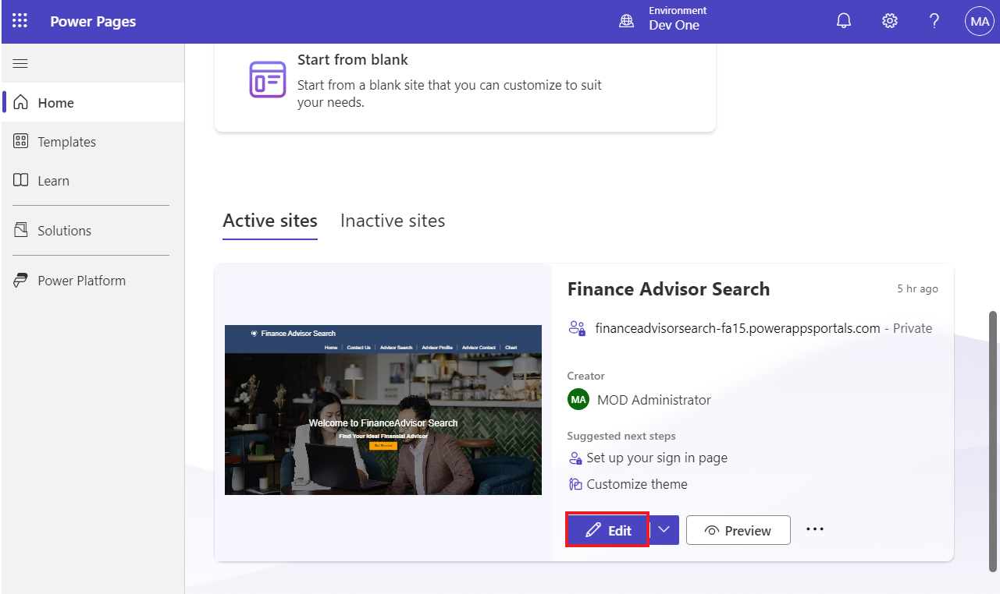 Power Pages
Environment
Dev One
MA
Home
Templates
Learn
Solutions
Power Platform
Start from blank
Start from a blank site that you can customize to suit
your needs.
Active sites Inactive sites
Finance Advisor Search
Home Contact Us Advisor Search Advisor Profile Advisor Contact Chart
Welcome to FinanceAdvisor Search
Find Your Ideal Financial Advisor
Get Started
Finance Advisor Search 5 hr ago
financeadvisorsearch-fa15.powerappsportals.com - Private
Creator
MA MOD Administrator
Suggested next steps
Set up your sign in page
Customize theme
Edit Preview